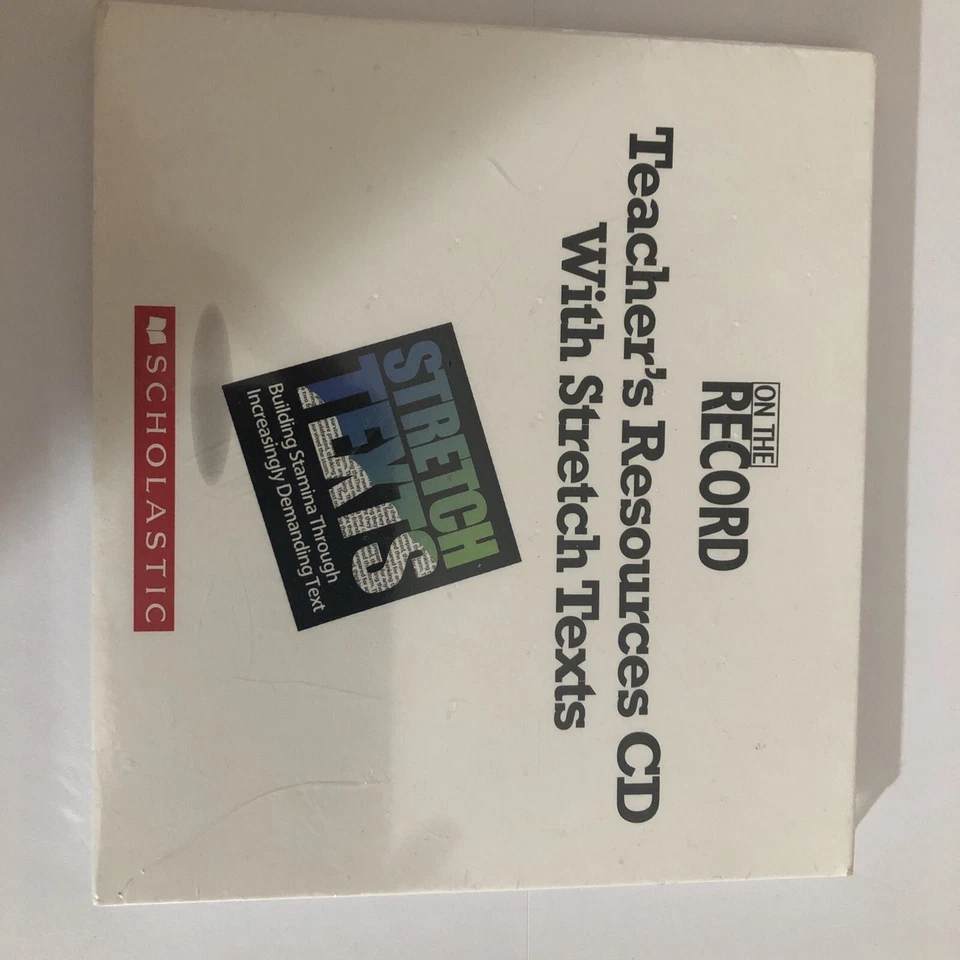 ON THE
RECORD
Teacher's Resources CD
With Stretch Texts
STRETCH
TEXTS
Building Stamina Through
Increasingly Demanding Text
SCHOLASTIC